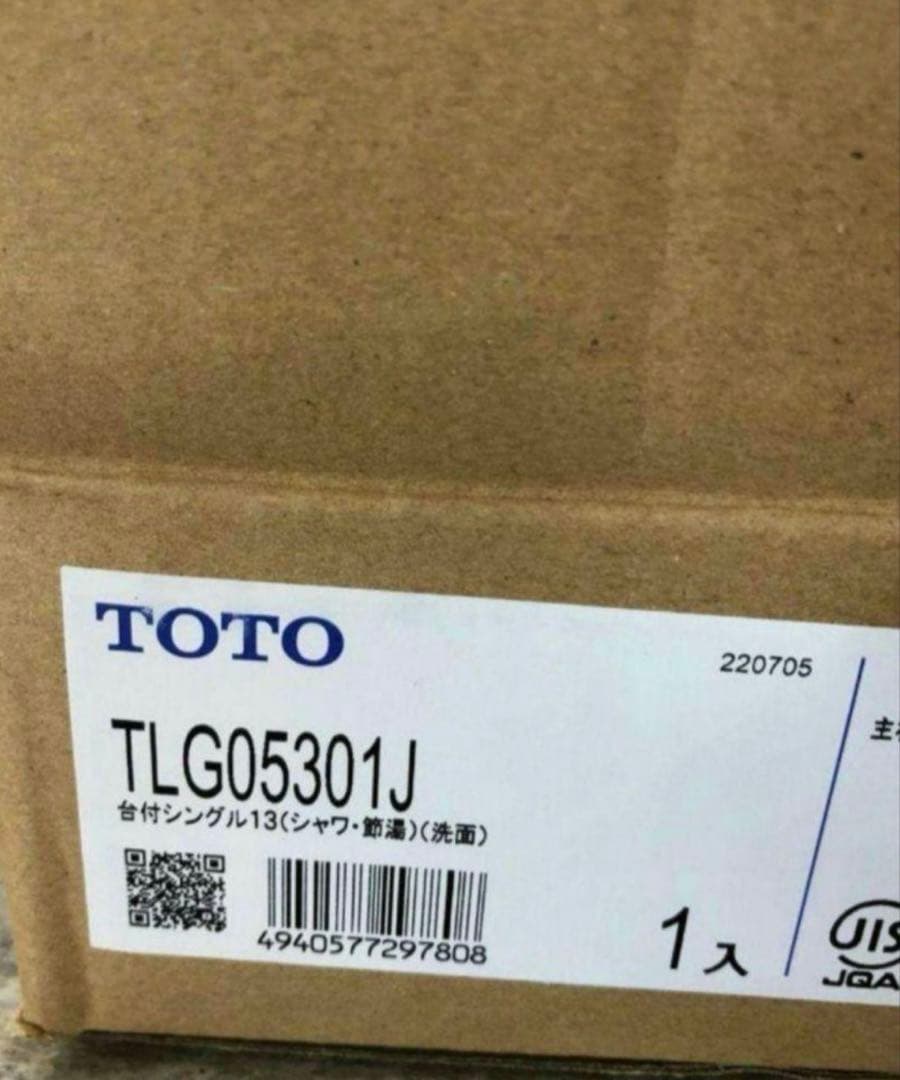 TOTO
220705
TLG05301J
台付シングル13(シャワ・節湯)(洗面)
4940577297808
1入
主
JIS
JQA